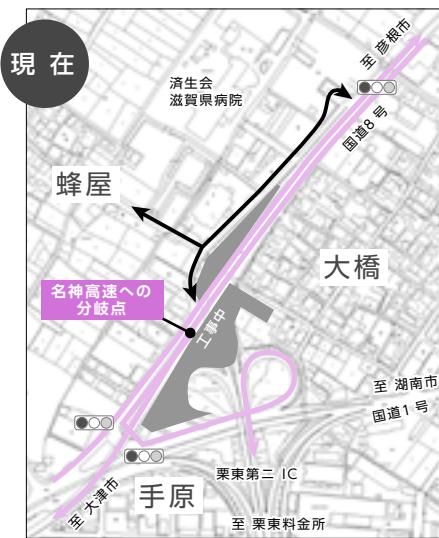 現在
至 彦根市
済生会
滋賀県病院
国道8号
蜂屋
大橋
名神高速への
分岐点
工事中
至 湖南市
国道1号
栗東第二 IC
手原
至 大津市
至 栗東料金所